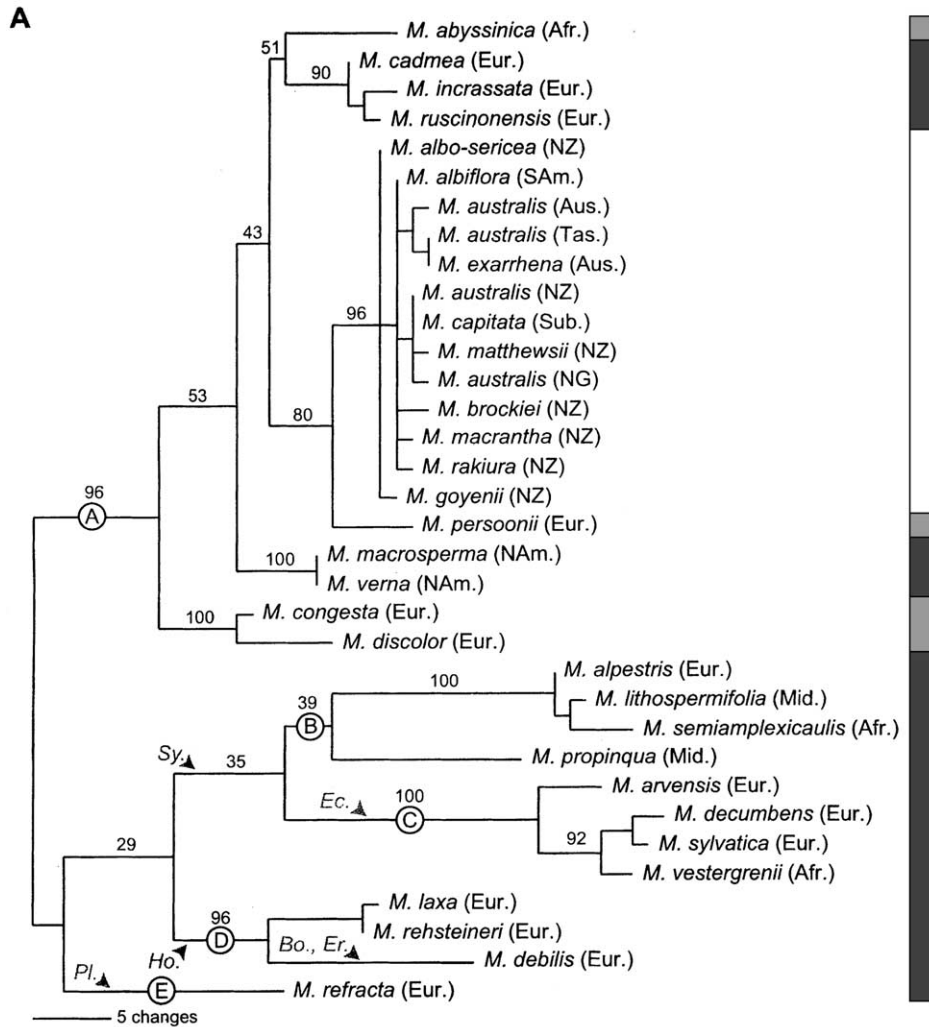 A
M. abyssinica (Afr.)
51
M. cadmea (Eur.)
90
M. incrassata (Eur.)
M. ruscinonensis (Eur.)
M. albo-sericea (NZ)
M. albiflora (SAm.)
M. australis (Aus.)
43
M. australis (Tas.)
M. exarrhena (Aus.)
M. australis (NZ)
96
M. capitata (Sub.)
M. matthewsii (NZ)
M. australis (NG)
53
M. brockiei (NZ)
80
M. macrantha (NZ)
M. rakiura (NZ)
96
M. goyenii (NZ)
A
M. persoonii (Eur.)
100
M. macrosperma (NAm.)
M. verna (NAm.)
100
M. congesta (Eur.)
M. discolor (Eur.)
M. alpestris (Eur.)
100
39
M. lithospermifolia (Mid.)
B
M. semiamplexicaulis (Afr.)
Sy.
35
M. propinqua (Mid.)
M. arvensis (Eur.)
Ec.
100
C
M. decumbens (Eur.)
92
M. sylvatica (Eur.)
29
M. vestergrenii (Afr.)
M. laxa (Eur.)
96
D
M. rehsteineri (Eur.)
Ho.
Bo., Er.
M. debilis (Eur.)
Pl.
E
M. refracta (Eur.)
5 changes